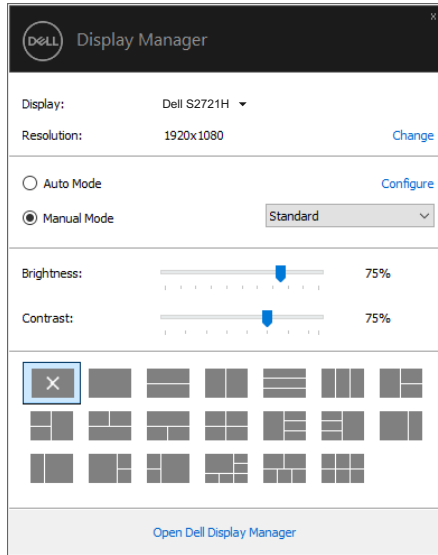 x
DELL Display Manager
Display: Dell S2721H
Resolution: 1920x1080 Change
Auto Mode Configure
Manual Mode Standard
Brightness: 75%
Contrast: 75%
Open Dell Display Manager